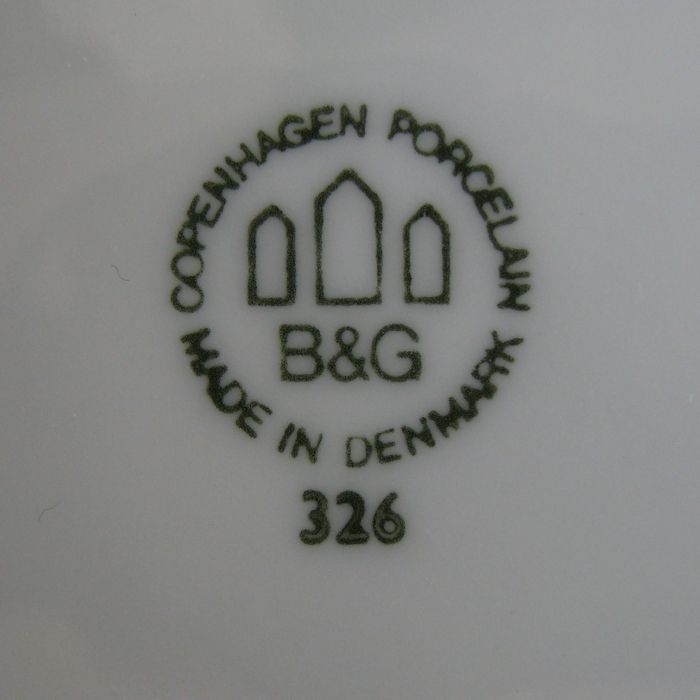 COPENHAGEN PORCELAIN
B&G
MADE IN DENMARK
326